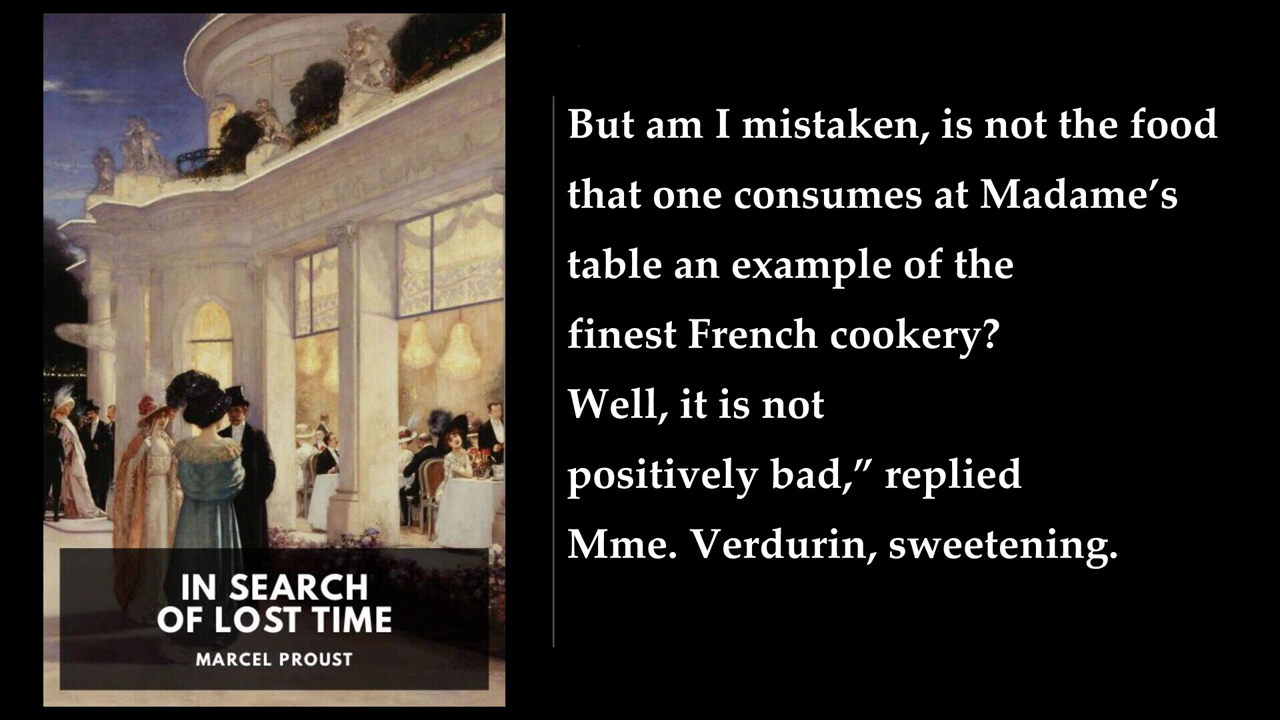 IN SEARCH
OF LOST TIME
MARCEL PROUST
But am I mistaken, is not the food
that one consumes at Madame’s
table an example of the
finest French cookery?
Well, it is not
positively bad,” replied
Mme. Verdurin, sweetening.